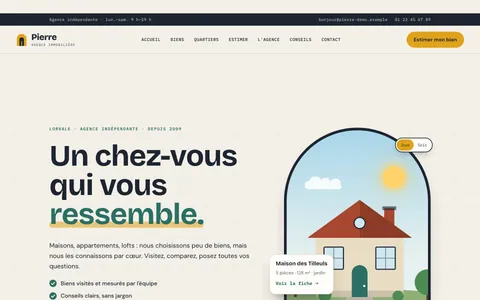 Agence indépendante · lun.-sam. 9 h-19 h
bonjour@pierre-demo.example 01 23 45 67 89
Pierre
AGENCE IMMOBILIÈRE
ACCUEIL BIENS QUARTIERS ESTIMER L'AGENCE CONSEILS CONTACT
Estimer mon bien
LORVALE · AGENCE INDÉPENDANTE · DEPUIS 2009
Un chez-vous
qui vous
ressemble.
Jour Soir
Maisons, appartements, lofts : nous choisissons peu de biens, mais
nous les connaissons par cœur. Visitez, comparez, posez toutes vos
questions.
Maison des Tilleuls
5 pièces · 128 m² · jardin
Voir la fiche →
Biens visités et mesurés par l'équipe
Conseils clairs, sans jargon